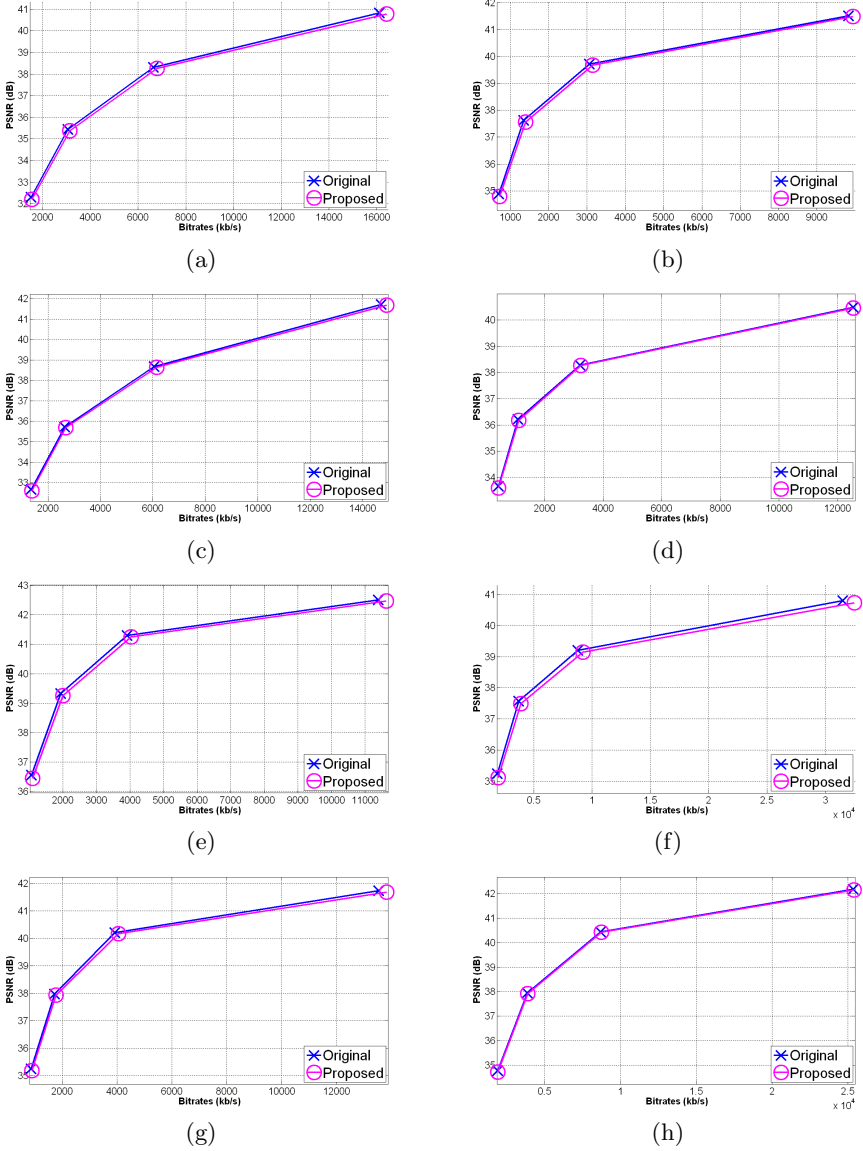 41
40
39
38
37
36
35
34
33
32
PSNR (dB)
2000 4000 6000 8000 10000 12000 14000 16000
Bitrates (kb/s)
Original
Proposed
(a)
42
41
40
39
38
37
36
35
PSNR (dB)
1000 2000 3000 4000 5000 6000 7000 8000 9000
Bitrates (kb/s)
Original
Proposed
(b)
42
41
40
39
38
37
36
35
34
33
PSNR (dB)
2000 4000 6000 8000 10000 12000 14000
Bitrates (kb/s)
Original
Proposed
(c)
40
39
38
37
36
35
34
PSNR (dB)
2000 4000 6000 8000 10000 12000
Bitrates (kb/s)
Original
Proposed
(d)
43
42
41
40
39
38
37
36
PSNR (dB)
2000 3000 4000 5000 6000 7000 8000 9000 10000 11000
Bitrates (kb/s)
Original
Proposed
(e)
41
40
39
38
37
36
35
PSNR (dB)
0.5 1 1.5 2 2.5 3
x 10⁴
Bitrates (kb/s)
Original
Proposed
(f)
42
41
40
39
38
37
36
35
PSNR (dB)
2000 4000 6000 8000 10000 12000
Bitrates (kb/s)
Original
Proposed
(g)
42
41
40
39
38
37
36
35
PSNR (dB)
0.5 1 1.5 2 2.5
x 10⁴
Bitrates (kb/s)
Original
Proposed
(h)